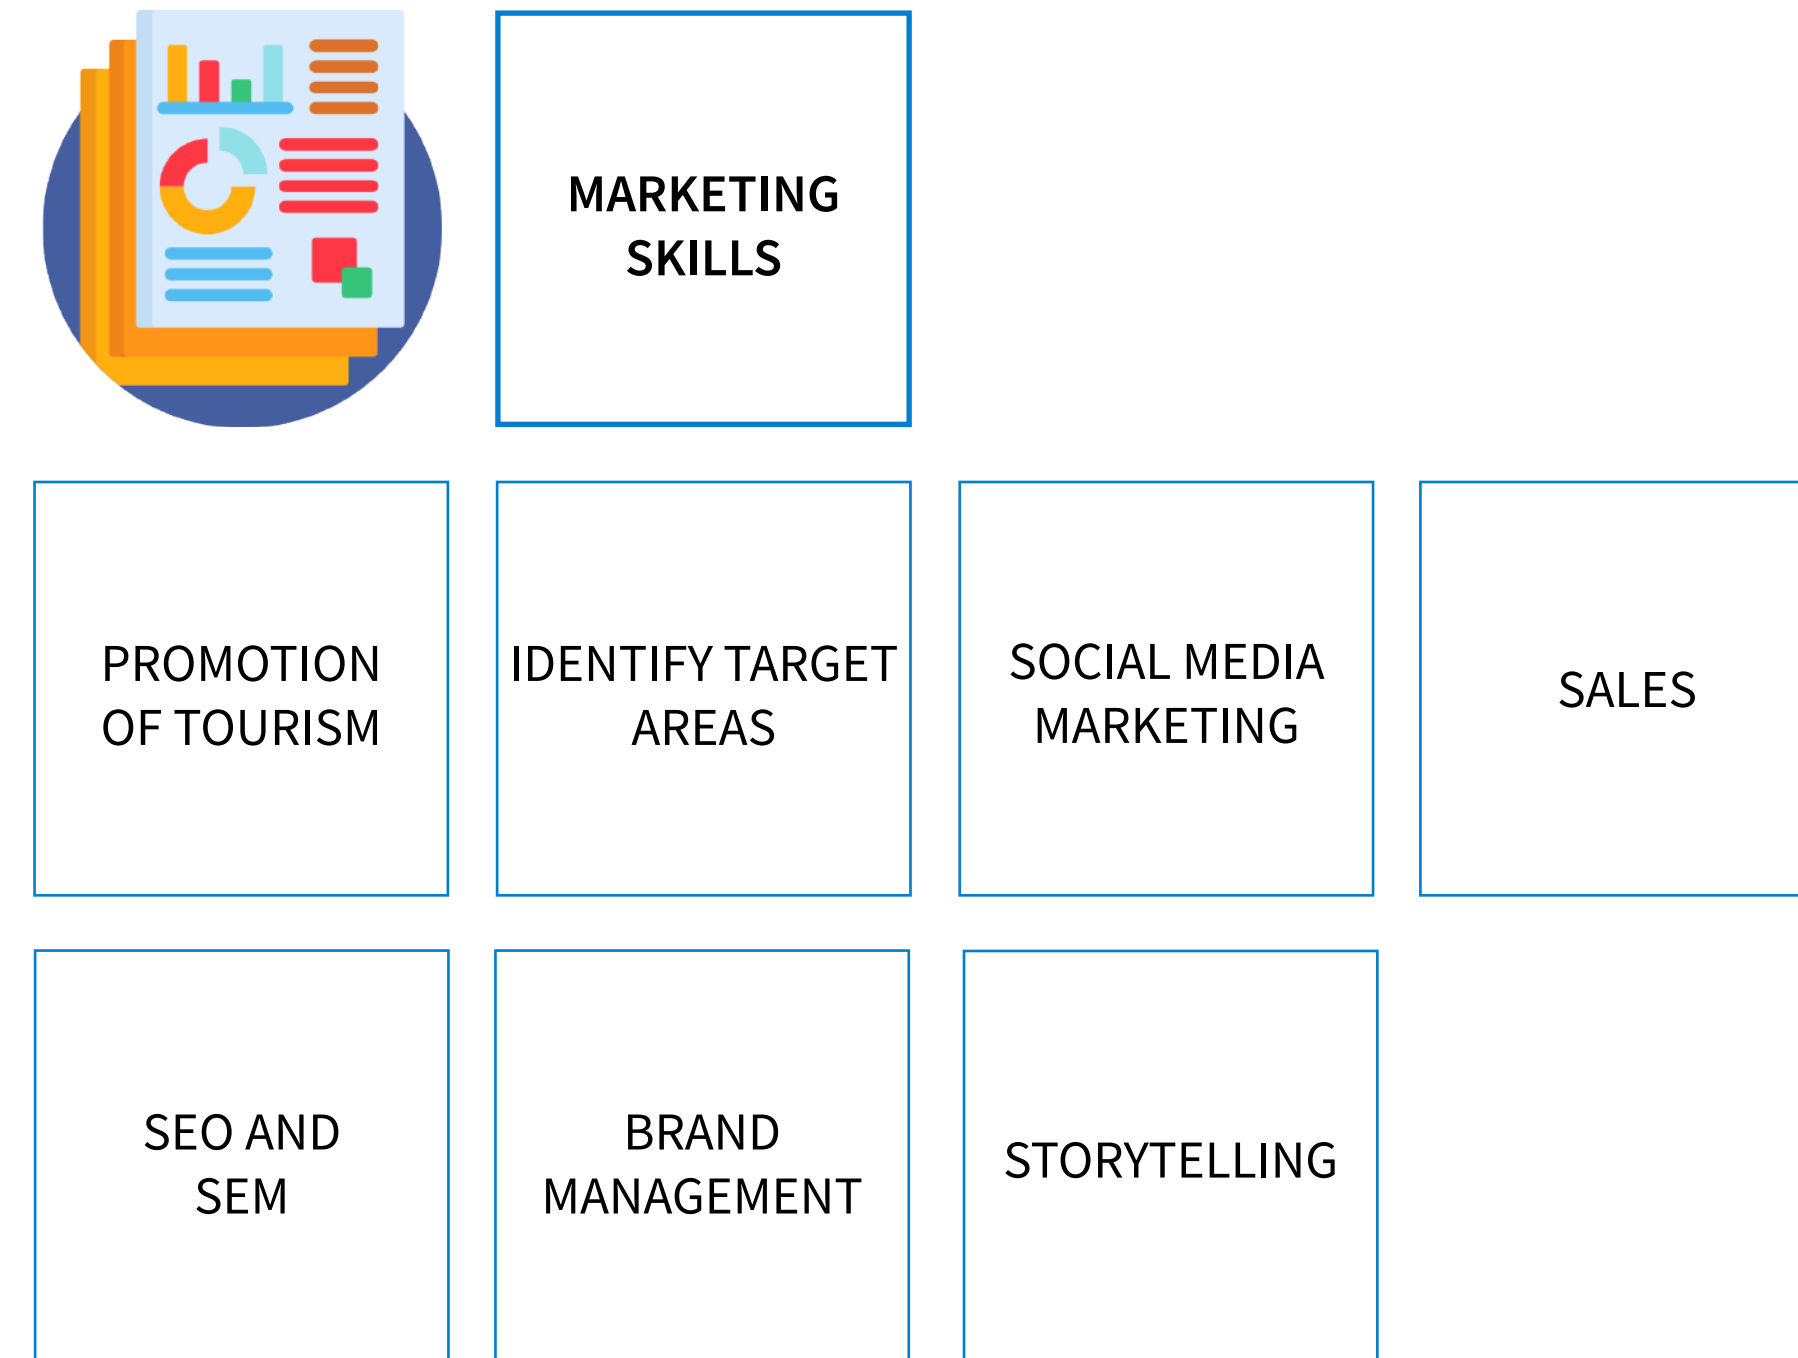 MARKETING
SKILLS
PROMOTION
OF TOURISM
IDENTIFY TARGET
AREAS
SOCIAL MEDIA
MARKETING
SALES
SEO AND
SEM
BRAND
MANAGEMENT
STORYTELLING